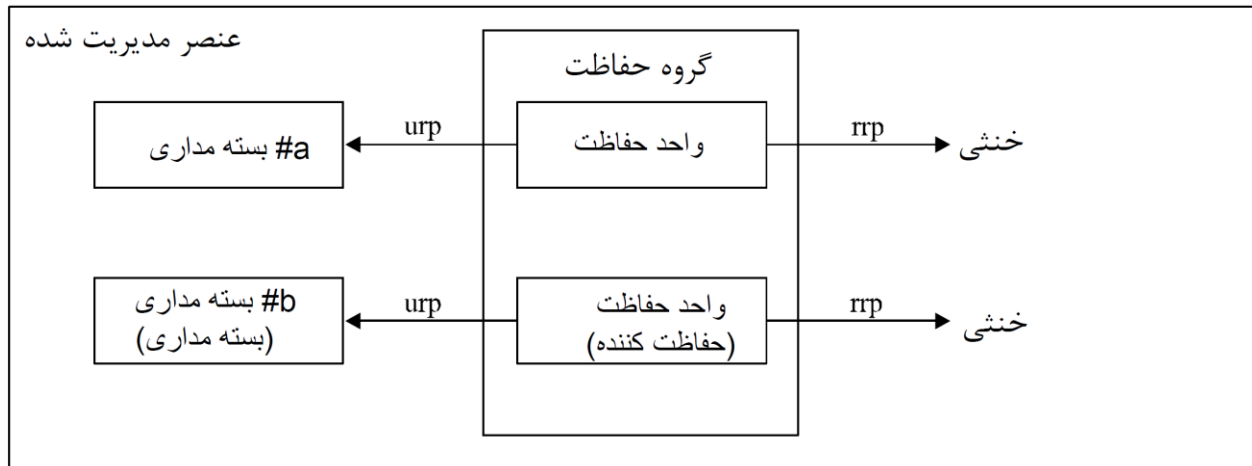 عنصر مدیریت شده
گروه حفاظت
خنثی
rrp
واحد حفاظت
urp
#a بسته مداری
خنثی
rrp
واحد حفاظت
(حفاظت کننده)
urp
#b بسته مداری
(بسته مداری)